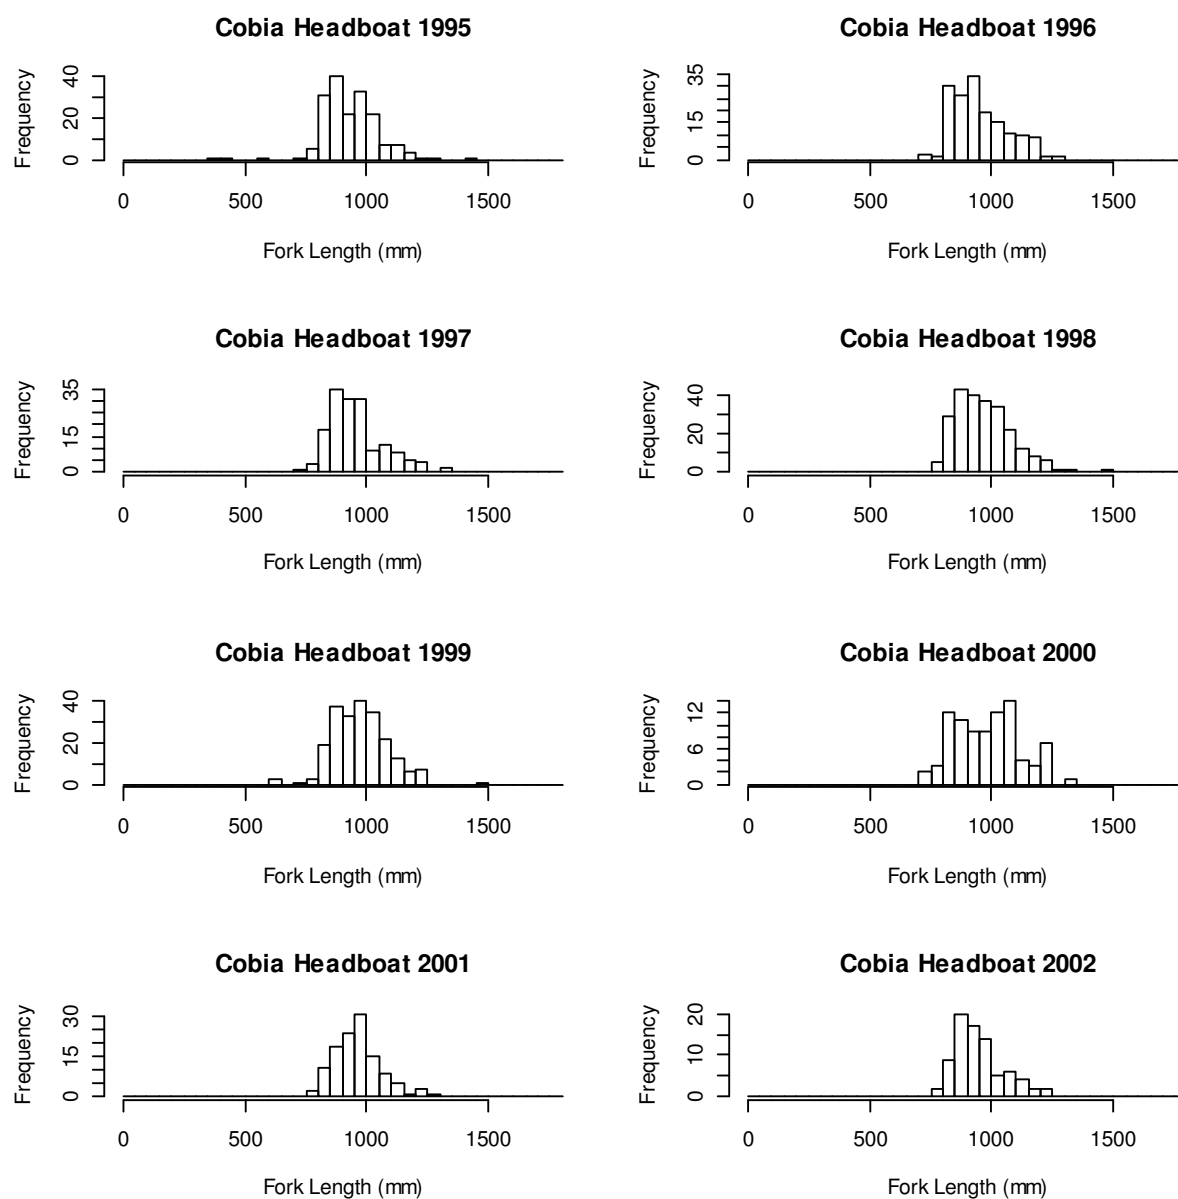 Cobia Headboat 1995
Frequency
0 20 40
0 500 1000 1500
Fork Length (mm)
Cobia Headboat 1996
Frequency
0 15 35
0 500 1000 1500
Fork Length (mm)
Cobia Headboat 1997
Frequency
0 15 35
0 500 1000 1500
Fork Length (mm)
Cobia Headboat 1998
Frequency
0 20 40
0 500 1000 1500
Fork Length (mm)
Cobia Headboat 1999
Frequency
0 20 40
0 500 1000 1500
Fork Length (mm)
Cobia Headboat 2000
Frequency
0 6 12
0 500 1000 1500
Fork Length (mm)
Cobia Headboat 2001
Frequency
0 15 30
0 500 1000 1500
Fork Length (mm)
Cobia Headboat 2002
Frequency
0 10 20
0 500 1000 1500
Fork Length (mm)